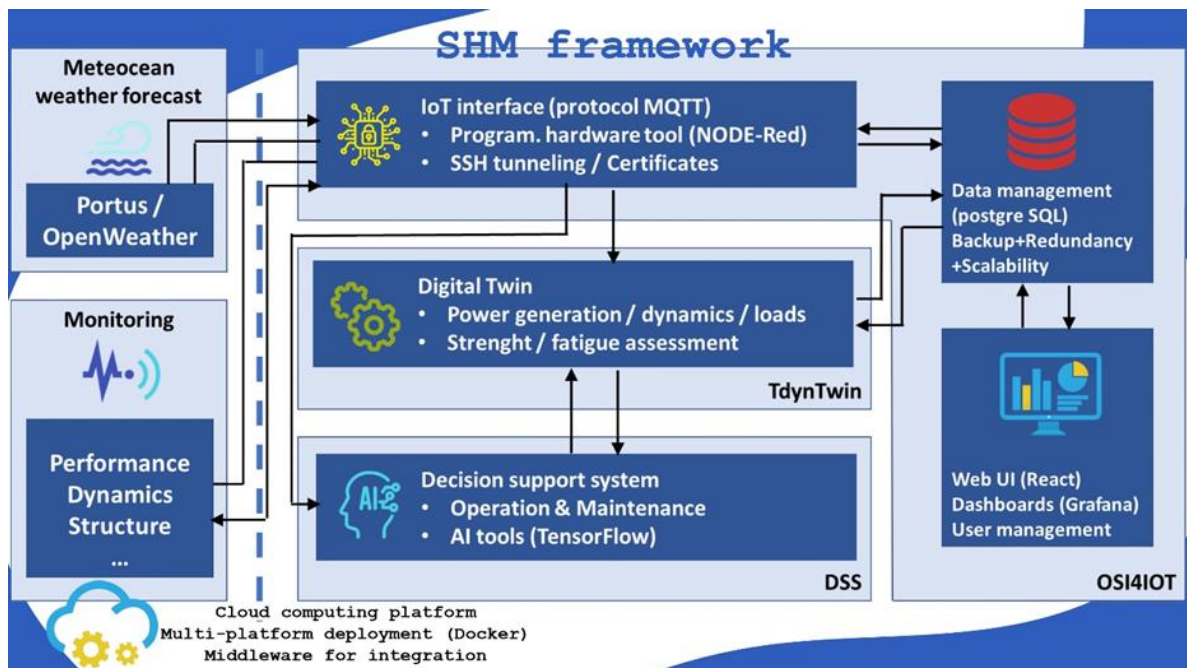 SHM framework
Meteocean
weather forecast
Portus /
OpenWeather
Monitoring
Performance
Dynamics
Structure
...
IoT interface (protocol MQTT)
• Program. hardware tool (NODE-Red)
• SSH tunneling / Certificates
Digital Twin
• Power generation / dynamics / loads
• Strenght / fatigue assessment
TdynTwin
AI
Decision support system
• Operation & Maintenance
• AI tools (TensorFlow)
DSS
Data management
(postgre SQL)
Backup+Redundancy
+Scalability
Web UI (React)
Dashboards (Grafana)
User management
OSI4IOT
Cloud computing platform
Multi-platform deployment (Docker)
Middleware for integration